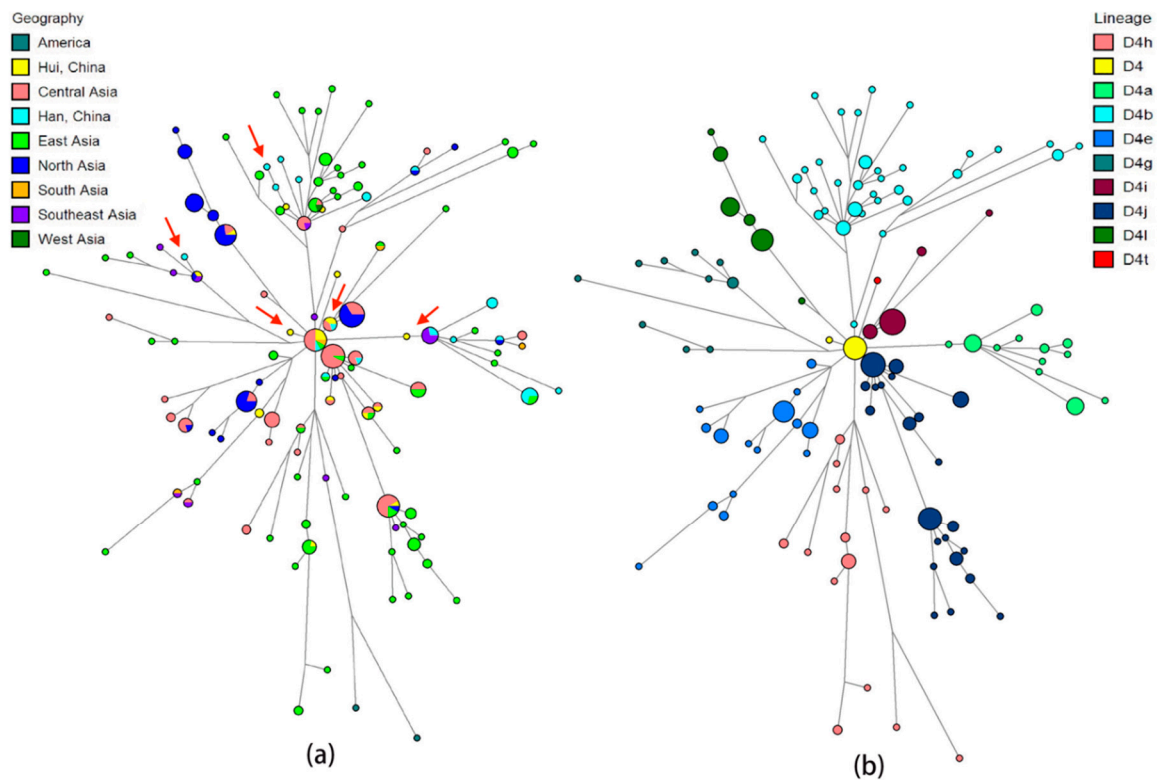 Geography
America
Hui, China
Central Asia
Han, China
East Asia
North Asia
South Asia
Southeast Asia
West Asia
(a)
Lineage
D4h
D4
D4a
D4b
D4e
D4g
D4i
D4j
D4l
D4t
(b)